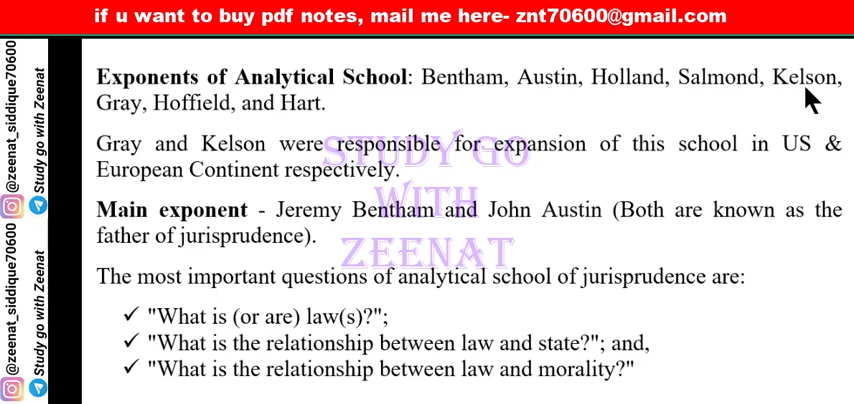 if u want to buy pdf notes, mail me here- znt70600@gmail.com
@zeenat_siddique70600
Study go with Zeenat
@zeenat_siddique70600
Study go with Zeenat
Exponents of Analytical School: Bentham, Austin, Holland, Salmond, Kelson,
Gray, Hoffield, and Hart.
Gray and Kelson were responsible for expansion of this school in US &
European Continent respectively.
Main exponent - Jeremy Bentham and John Austin (Both are known as the
father of jurisprudence).
The most important questions of analytical school of jurisprudence are:
✓ "What is (or are) law(s)?";
✓ "What is the relationship between law and state?"; and,
✓ "What is the relationship between law and morality?"
STUDY GO
WITH
ZEENAT